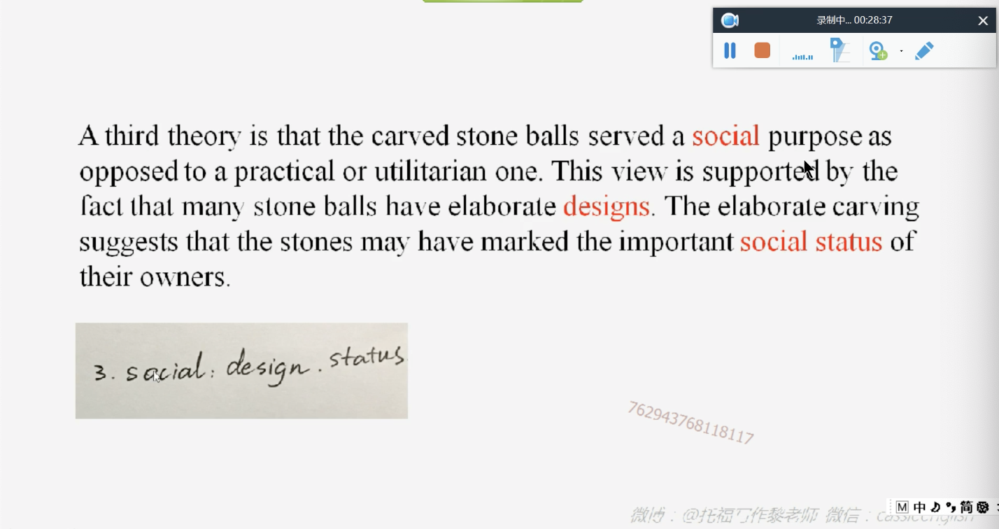 录制中... 00:28:37
A third theory is that the carved stone balls served a social purpose as
opposed to a practical or utilitarian one. This view is supported by the
fact that many stone balls have elaborate designs. The elaborate carving
suggests that the stones may have marked the important social status of
their owners.
3. social: design. status
762943768118117
M 中 简
微博：@托福写作黎老师 微信：cassieenglish